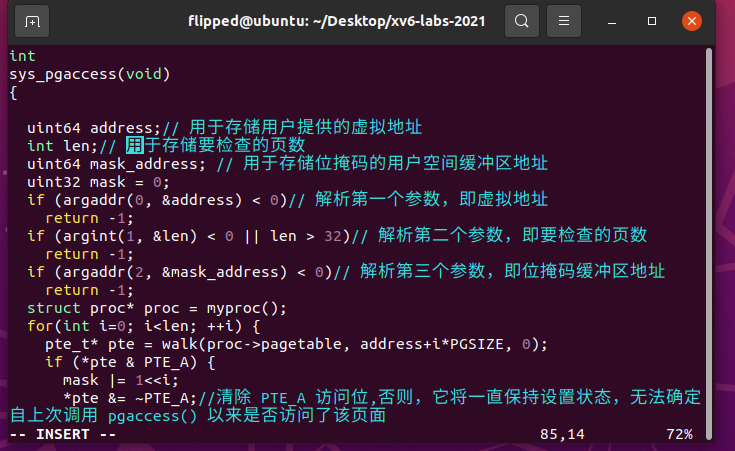 flipped@ubuntu: ~/Desktop/xv6-labs-2021
int
sys_pgaccess(void)
{
uint64 address;// 用于存储用户提供的虚拟地址
int len;// 用于存储要检查的页数
uint64 mask_address; // 用于存储位掩码的用户空间缓冲区地址
uint32 mask = 0;
if (argaddr(0, &address) < 0)// 解析第一个参数，即虚拟地址
return -1;
if (argint(1, &len) < 0 || len > 32)// 解析第二个参数，即要检查的页数
return -1;
if (argaddr(2, &mask_address) < 0)// 解析第三个参数，即位掩码缓冲区地址
return -1;
struct proc* proc = myproc();
for(int i=0; i<len; ++i) {
pte_t* pte = walk(proc->pagetable, address+i*PGSIZE, 0);
if (*pte & PTE_A) {
mask |= 1<<i;
*pte &= ~PTE_A;//清除 PTE_A 访问位,否则，它将一直保持设置状态，无法确定
自上次调用 pgaccess() 以来是否访问了该页面
-- INSERT -- 85,14 72%